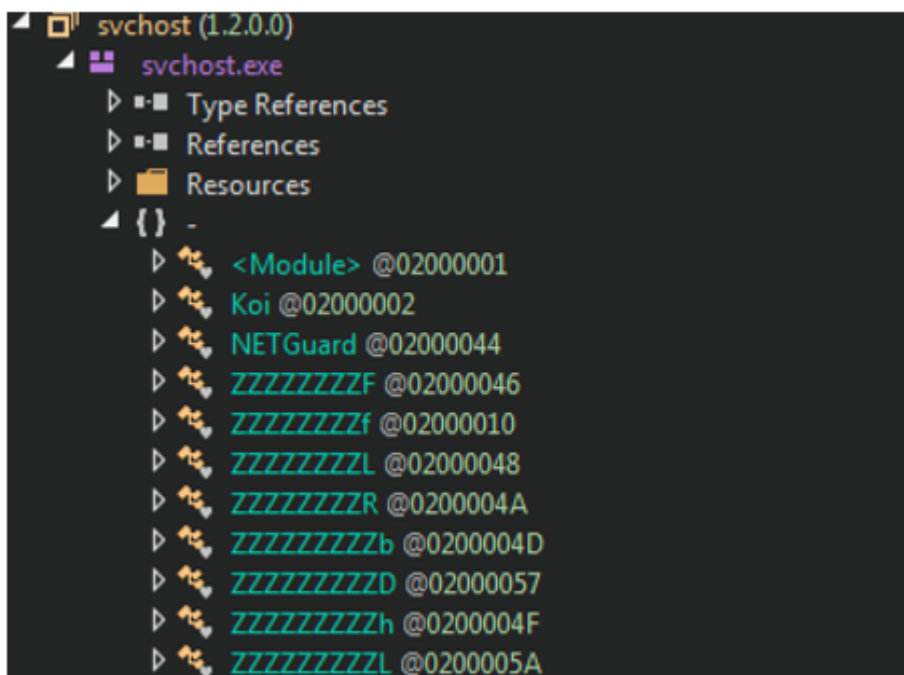 svchost (1.2.0.0)
svchost.exe
Type References
References
Resources
{ } -
<Module> @02000001
Koi @02000002
NETGuard @02000044
ZZZZZZZZF @02000046
ZZZZZZZZf @02000010
ZZZZZZZZL @02000048
ZZZZZZZZR @0200004A
ZZZZZZZZZb @0200004D
ZZZZZZZZZD @02000057
ZZZZZZZZZh @0200004F
ZZZZZZZZZL @0200005A